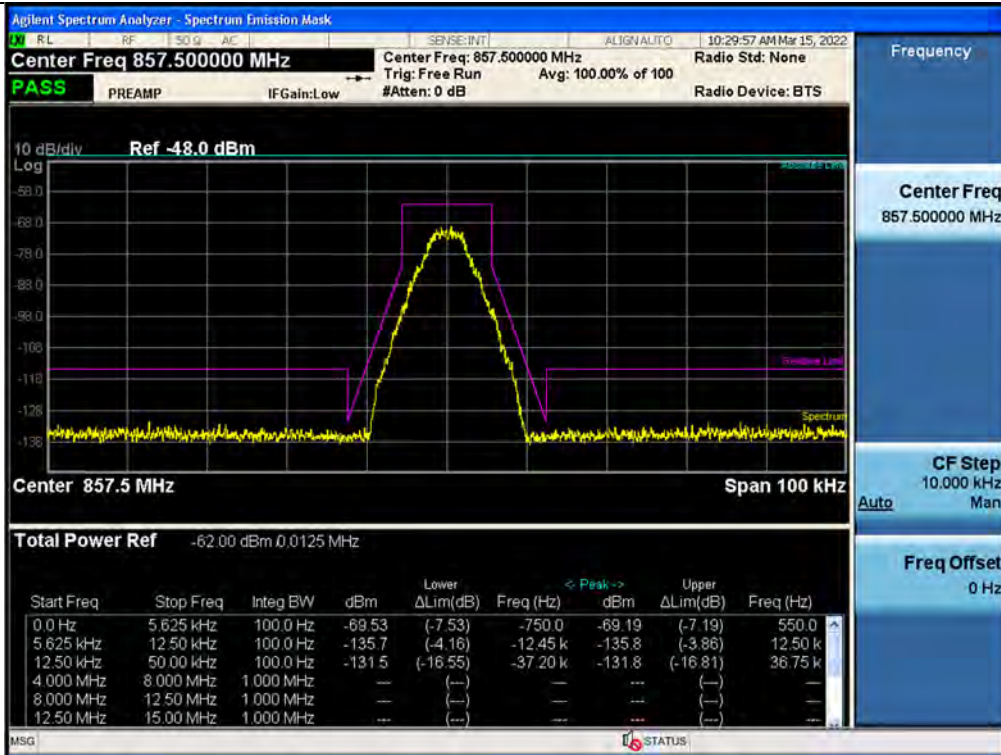 Agilent Spectrum Analyzer - Spectrum Emission Mask
LXI RL RF 50 Ω AC SENSE:INT ALIGN AUTO 10:29:57 AM Mar 15, 2022
Center Freq 857.500000 MHz
Center Freq: 857.500000 MHz
Radio Std: None
Trig: Free Run Avg: 100.00% of 100
PASS PREAMP IFGain:Low #Atten: 0 dB Radio Device: BTS
10 dB/div Ref -48.0 dBm
Log
Absolute Limit
-58.0
-68.0
-78.0
-88.0
-98.0
-108
Relative Limit
-118
-128
Spectrum
-138
Center 857.5 MHz Span 100 kHz
Total Power Ref -62.00 dBm/0.0125 MHz
Lower <- Peak -> Upper
Start Freq Stop Freq Integ BW dBm ΔLim(dB) Freq (Hz) dBm ΔLim(dB) Freq (Hz)
0.0 Hz 5.625 kHz 100.0 Hz -69.53 (-7.53) -750.0 -69.19 (-7.19) 550.0
5.625 kHz 12.50 kHz 100.0 Hz -135.7 (-4.16) -12.45 k -135.8 (-3.86) 12.50 k
12.50 kHz 50.00 kHz 100.0 Hz -131.5 (-16.55) -37.20 k -131.8 (-16.81) 36.75 k
4.000 MHz 8.000 MHz 1.000 MHz --- (---) --- --- (---) ---
8.000 MHz 12.50 MHz 1.000 MHz --- (---) --- --- (---) ---
12.50 MHz 15.00 MHz 1.000 MHz --- (---) --- --- (---) ---
MSG STATUS
Frequency
Center Freq
857.500000 MHz
CF Step
10.000 kHz
Auto Man
Freq Offset
0 Hz